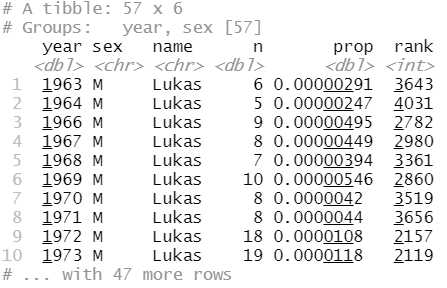 # A tibble: 57 x 6
# Groups: year, sex [57]
year sex name n prop rank
<dbl> <chr> <chr> <dbl> <dbl> <int>
1 1963 M Lukas 6 0.00000291 3643
2 1964 M Lukas 5 0.00000247 4031
3 1966 M Lukas 9 0.00000495 2782
4 1967 M Lukas 8 0.00000449 2980
5 1968 M Lukas 7 0.00000394 3361
6 1969 M Lukas 10 0.00000546 2860
7 1970 M Lukas 8 0.0000042 3519
8 1971 M Lukas 8 0.0000044 3656
9 1972 M Lukas 18 0.0000108 2157
10 1973 M Lukas 19 0.0000118 2119
# ... with 47 more rows